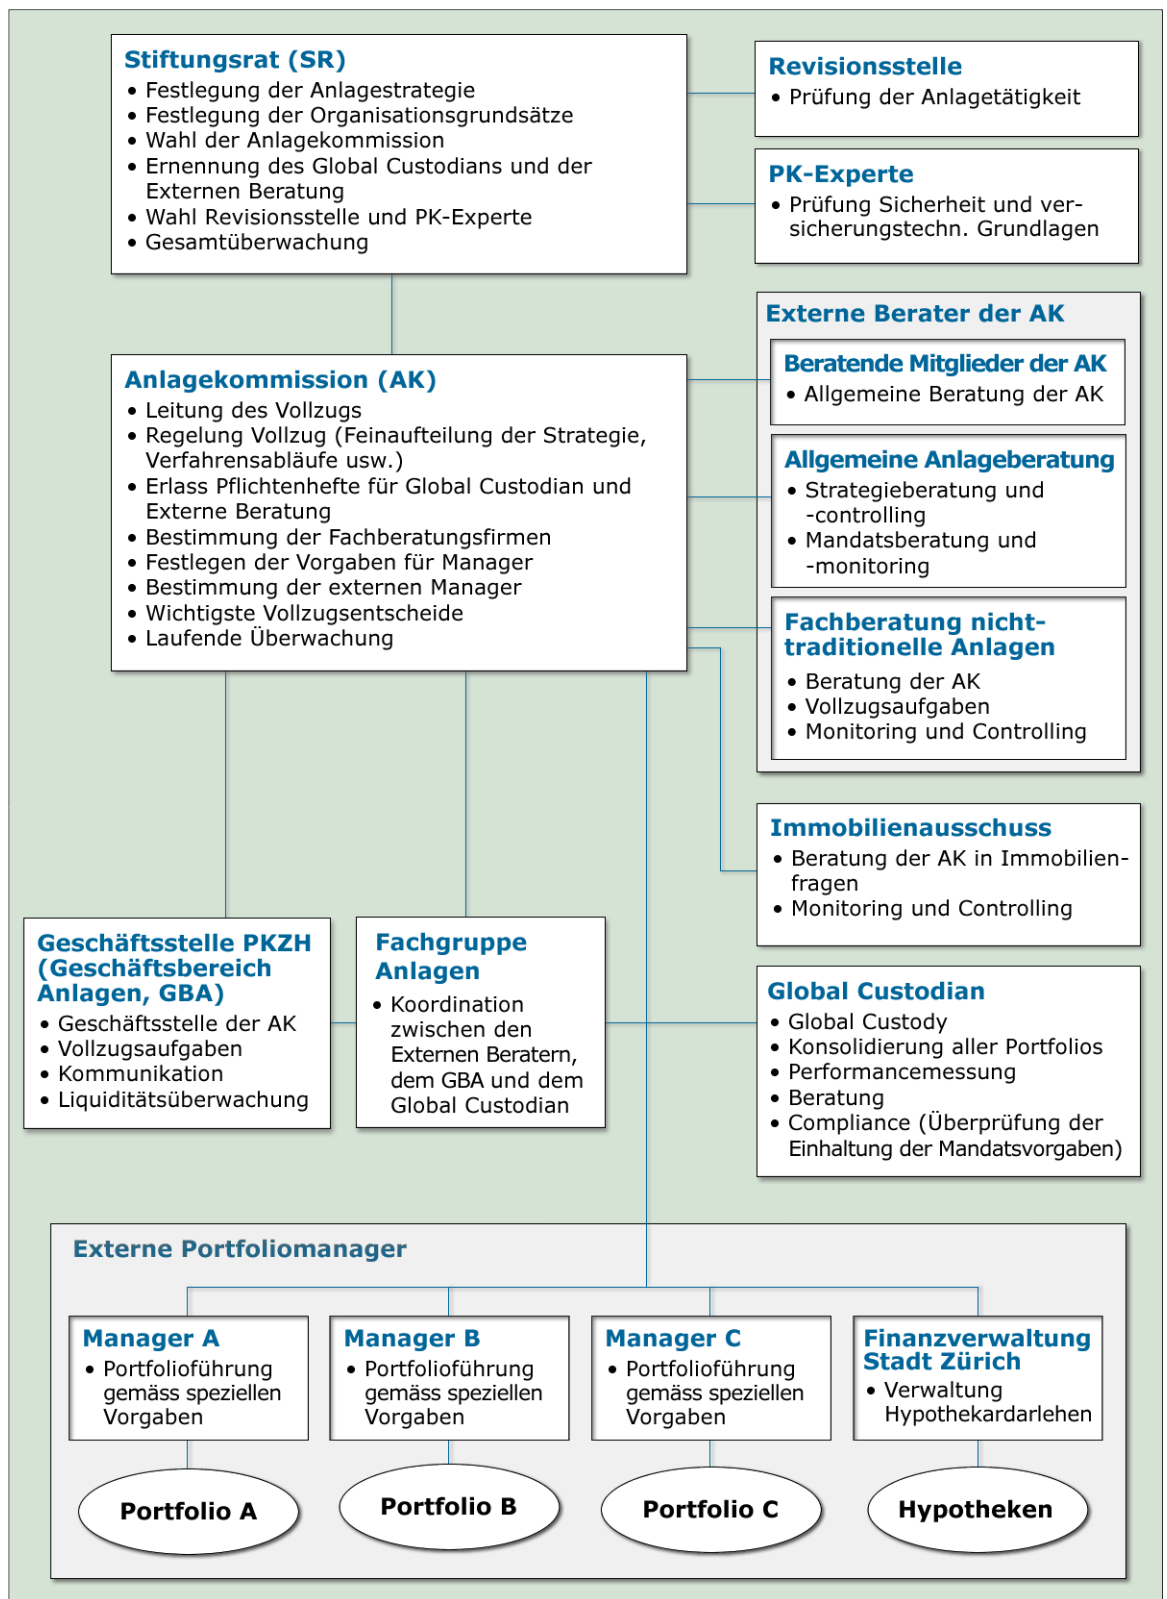 Stiftungsrat (SR)
• Festlegung der Anlagestrategie
• Festlegung der Organisationsgrundsätze
• Wahl der Anlagekommission
• Ernennung des Global Custodians und der
Externen Beratung
• Wahl Revisionsstelle und PK-Experte
• Gesamtüberwachung
Revisionsstelle
• Prüfung der Anlagetätigkeit
PK-Experte
• Prüfung Sicherheit und ver-
sicherungstechn. Grundlagen
Externe Berater der AK
Beratende Mitglieder der AK
• Allgemeine Beratung der AK
Allgemeine Anlageberatung
• Strategieberatung und
-controlling
• Mandatsberatung und
-monitoring
Fachberatung nicht-
traditionelle Anlagen
• Beratung der AK
• Vollzugsaufgaben
• Monitoring und Controlling
Anlagekommission (AK)
• Leitung des Vollzugs
• Regelung Vollzug (Feinaufteilung der Strategie,
Verfahrensabläufe usw.)
• Erlass Pflichtenhefte für Global Custodian und
Externe Beratung
• Bestimmung der Fachberatungsfirmen
• Festlegen der Vorgaben für Manager
• Bestimmung der externen Manager
• Wichtigste Vollzugsentscheide
• Laufende Überwachung
Immobilienausschuss
• Beratung der AK in Immobilien-
fragen
• Monitoring und Controlling
Geschäftsstelle PKZH
(Geschäftsbereich
Anlagen, GBA)
• Geschäftsstelle der AK
• Vollzugsaufgaben
• Kommunikation
• Liquiditätsüberwachung
Fachgruppe
Anlagen
• Koordination
zwischen den
Externen Beratern,
dem GBA und dem
Global Custodian
Global Custodian
• Global Custody
• Konsolidierung aller Portfolios
• Performancemessung
• Beratung
• Compliance (Überprüfung der
Einhaltung der Mandatsvorgaben)
Externe Portfoliomanager
Manager A
• Portfolioführung
gemäss speziellen
Vorgaben
Manager B
• Portfolioführung
gemäss speziellen
Vorgaben
Manager C
• Portfolioführung
gemäss speziellen
Vorgaben
Finanzverwaltung
Stadt Zürich
• Verwaltung
Hypothekardarlehen
Portfolio A
Portfolio B
Portfolio C
Hypotheken